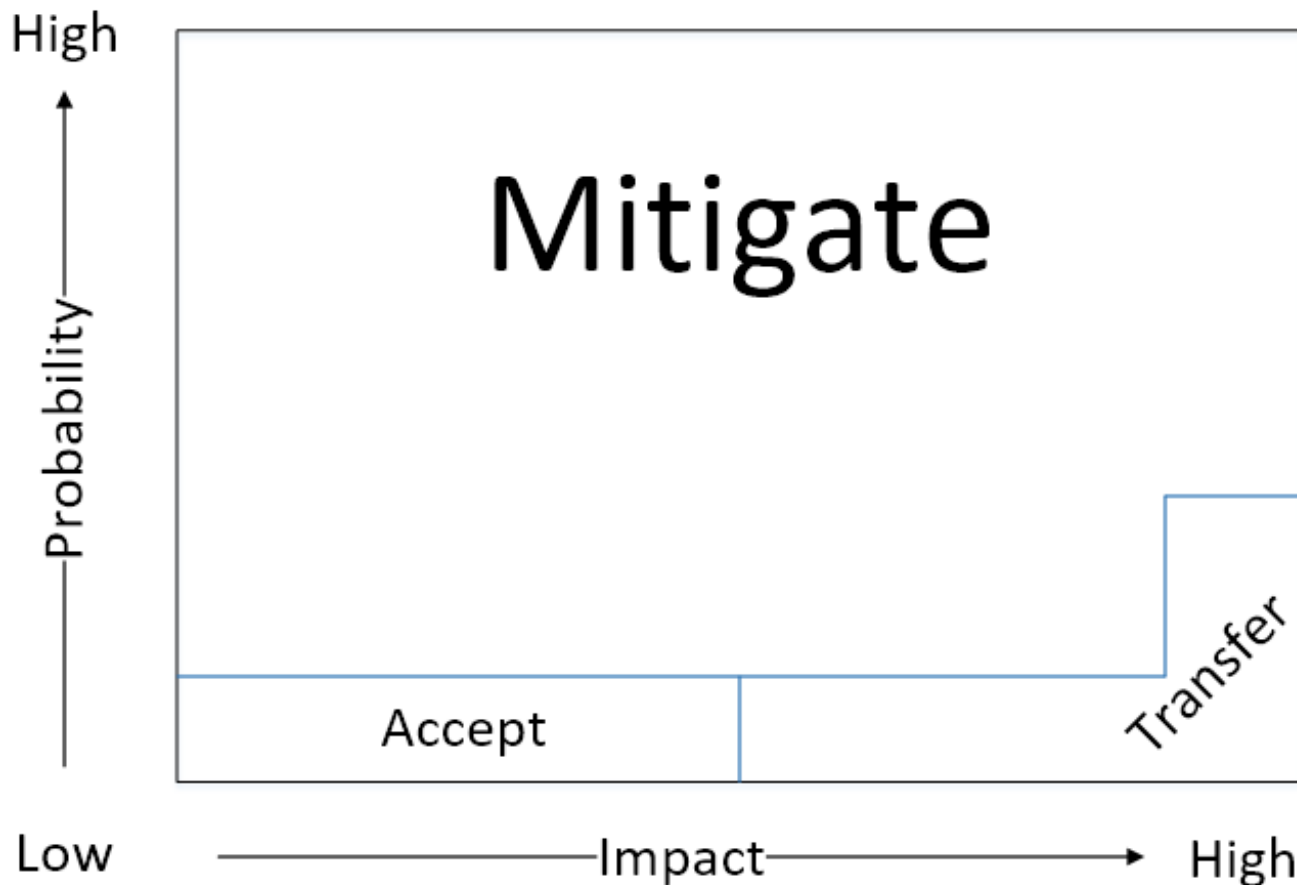 High
Mitigate
Probability
Accept
Transfer
Low
Impact
High